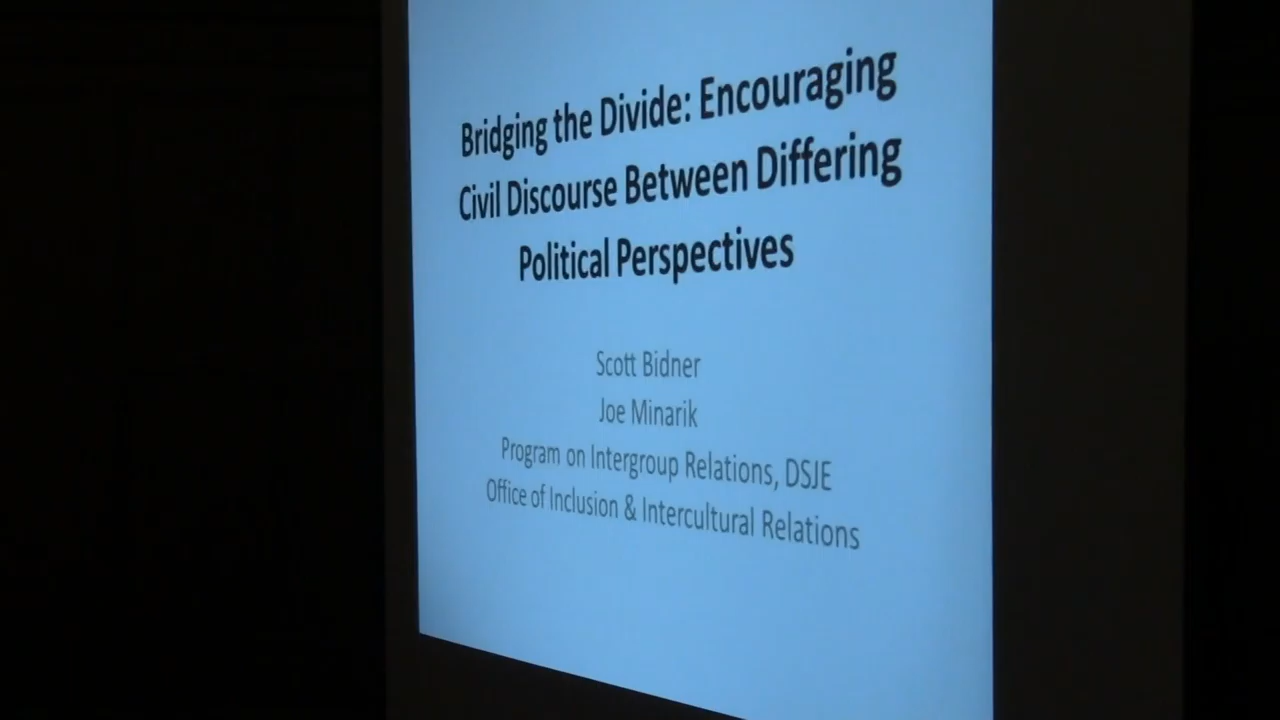 Bridging the Divide: Encouraging
Civil Discourse Between Differing
Political Perspectives
Scott Bidner
Joe Minarik
Program on Intergroup Relations, DSJE
Office of Inclusion & Intercultural Relations